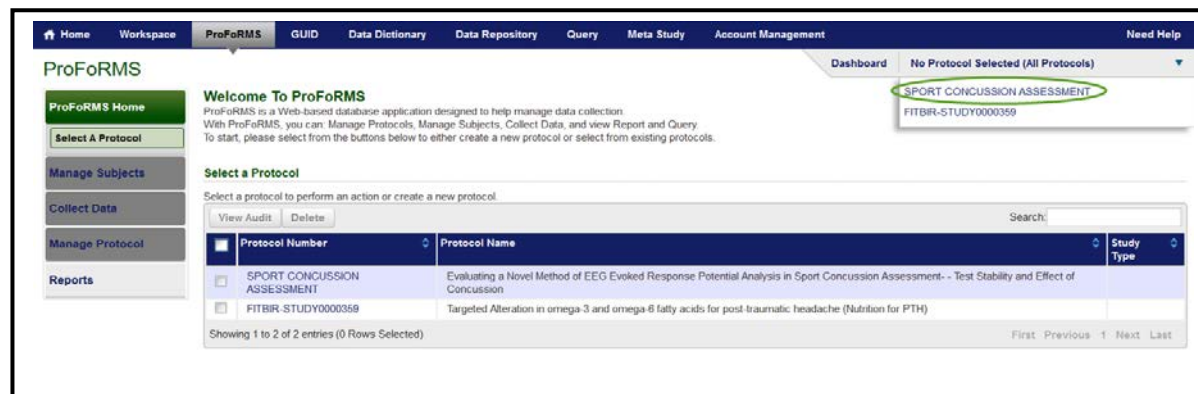 Home Workspace ProFoRMS GUID Data Dictionary Data Repository Query Meta Study Account Management Need Help
ProFoRMS
Dashboard No Protocol Selected (All Protocols)
SPORT CONCUSSION ASSESSMENT
FITBIR-STUDY0000359
ProFoRMS Home
Select A Protocol
Manage Subjects
Collect Data
Manage Protocol
Reports
Welcome To ProFoRMS
ProFoRMS is a Web-based database application designed to help manage data collection.
With ProFoRMS, you can: Manage Protocols, Manage Subjects, Collect Data, and view Report and Query.
To start, please select from the buttons below to either create a new protocol or select from existing protocols.
Select a Protocol
Select a protocol to perform an action or create a new protocol.
View Audit Delete Search:
Protocol Number Protocol Name Study
Type
SPORT CONCUSSION Evaluating a Novel Method of EEG Evoked Response Potential Analysis in Sport Concussion Assessment- - Test Stability and Effect of
ASSESSMENT Concussion
FITBIR-STUDY0000359 Targeted Alteration in omega-3 and omega-6 fatty acids for post-traumatic headache (Nutrition for PTH)
Showing 1 to 2 of 2 entries (0 Rows Selected) First Previous 1 Next Last